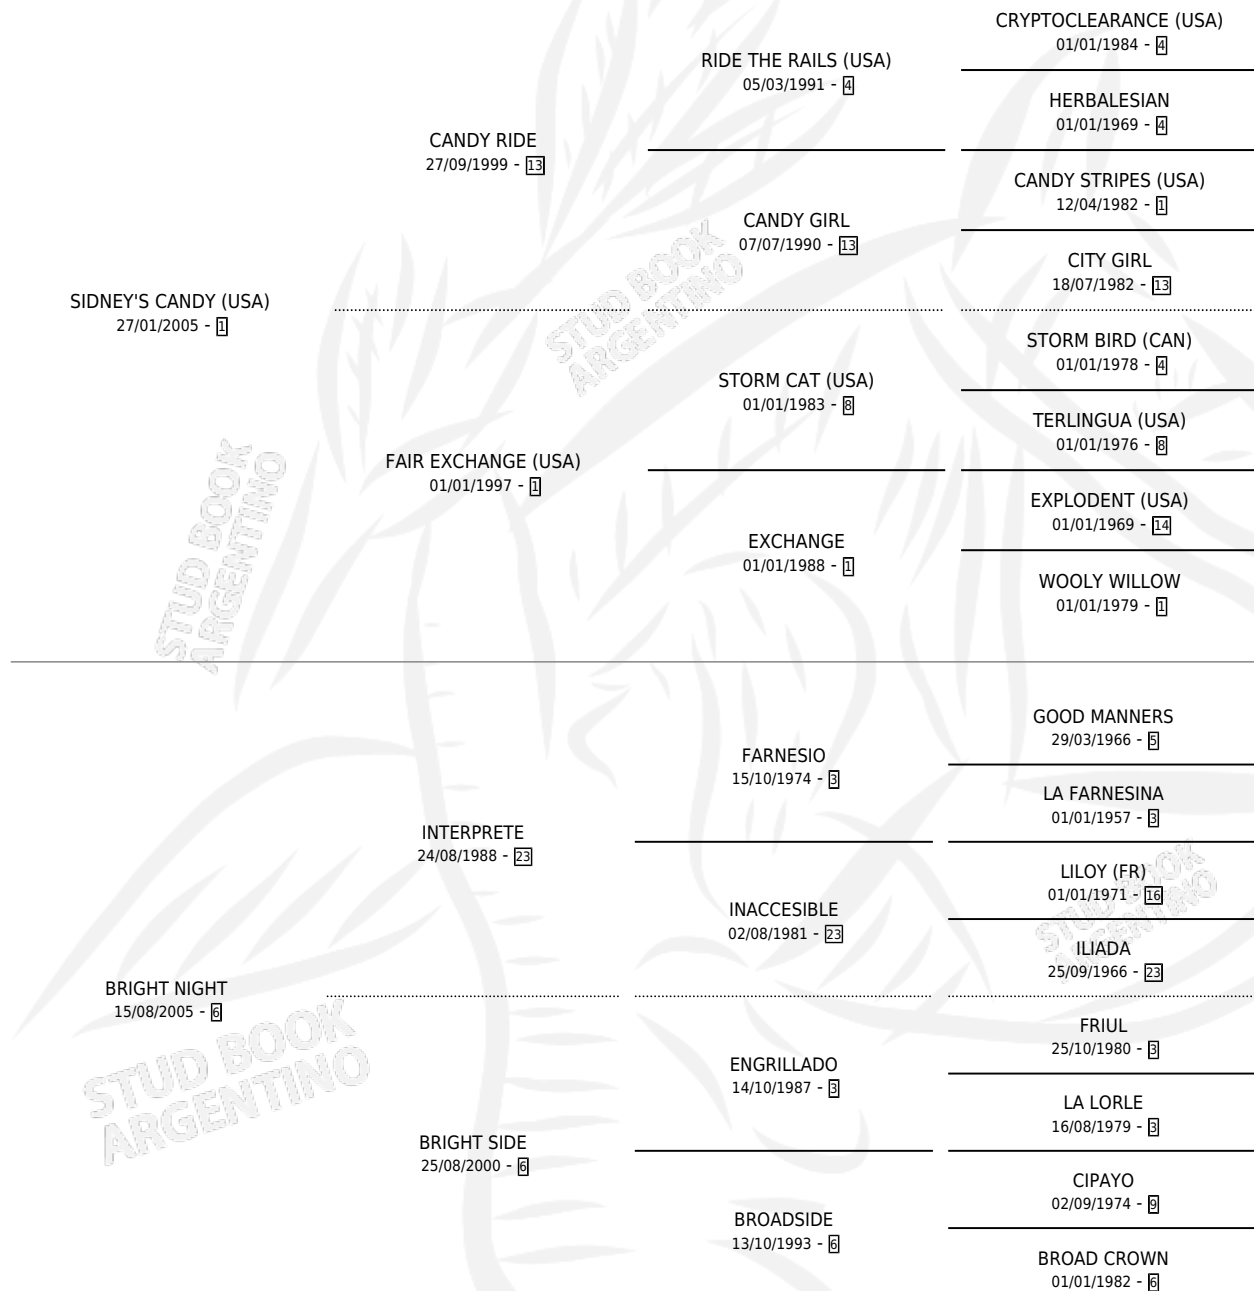 CRYPTOCLEARANCE (USA)
01/01/1984 - 4
RIDE THE RAILS (USA)
05/03/1991 - 4
HERBALESIAN
01/01/1969 - 4
CANDY RIDE
27/09/1999 - 13
CANDY STRIPES (USA)
12/04/1982 - 1
CANDY GIRL
07/07/1990 - 13
CITY GIRL
18/07/1982 - 13
SIDNEY'S CANDY (USA)
27/01/2005 - 1
STORM BIRD (CAN)
01/01/1978 - 4
STORM CAT (USA)
01/01/1983 - 8
TERLINGUA (USA)
01/01/1976 - 8
FAIR EXCHANGE (USA)
01/01/1997 - 1
EXPLODENT (USA)
01/01/1969 - 14
EXCHANGE
01/01/1988 - 1
WOOLY WILLOW
01/01/1979 - 1
GOOD MANNERS
29/03/1966 - 5
FARNESIO
15/10/1974 - 3
LA FARNESINA
01/01/1957 - 3
INTERPRETE
24/08/1988 - 23
LILOY (FR)
01/01/1971 - 16
INACCESIBLE
02/08/1981 - 23
ILIADA
25/09/1966 - 23
BRIGHT NIGHT
15/08/2005 - 6
FRIUL
25/10/1980 - 3
ENGRILLADO
14/10/1987 - 3
LA LORLE
16/08/1979 - 3
BRIGHT SIDE
25/08/2000 - 6
CIPAYO
02/09/1974 - 9
BROADSIDE
13/10/1993 - 6
BROAD CROWN
01/01/1982 - 6
STUD BOOK
ARGENTINO
STUD BOOK
ARGENTINO
STUD BOOK
ARGENTINO
STUD BOOK
ARGENTINO